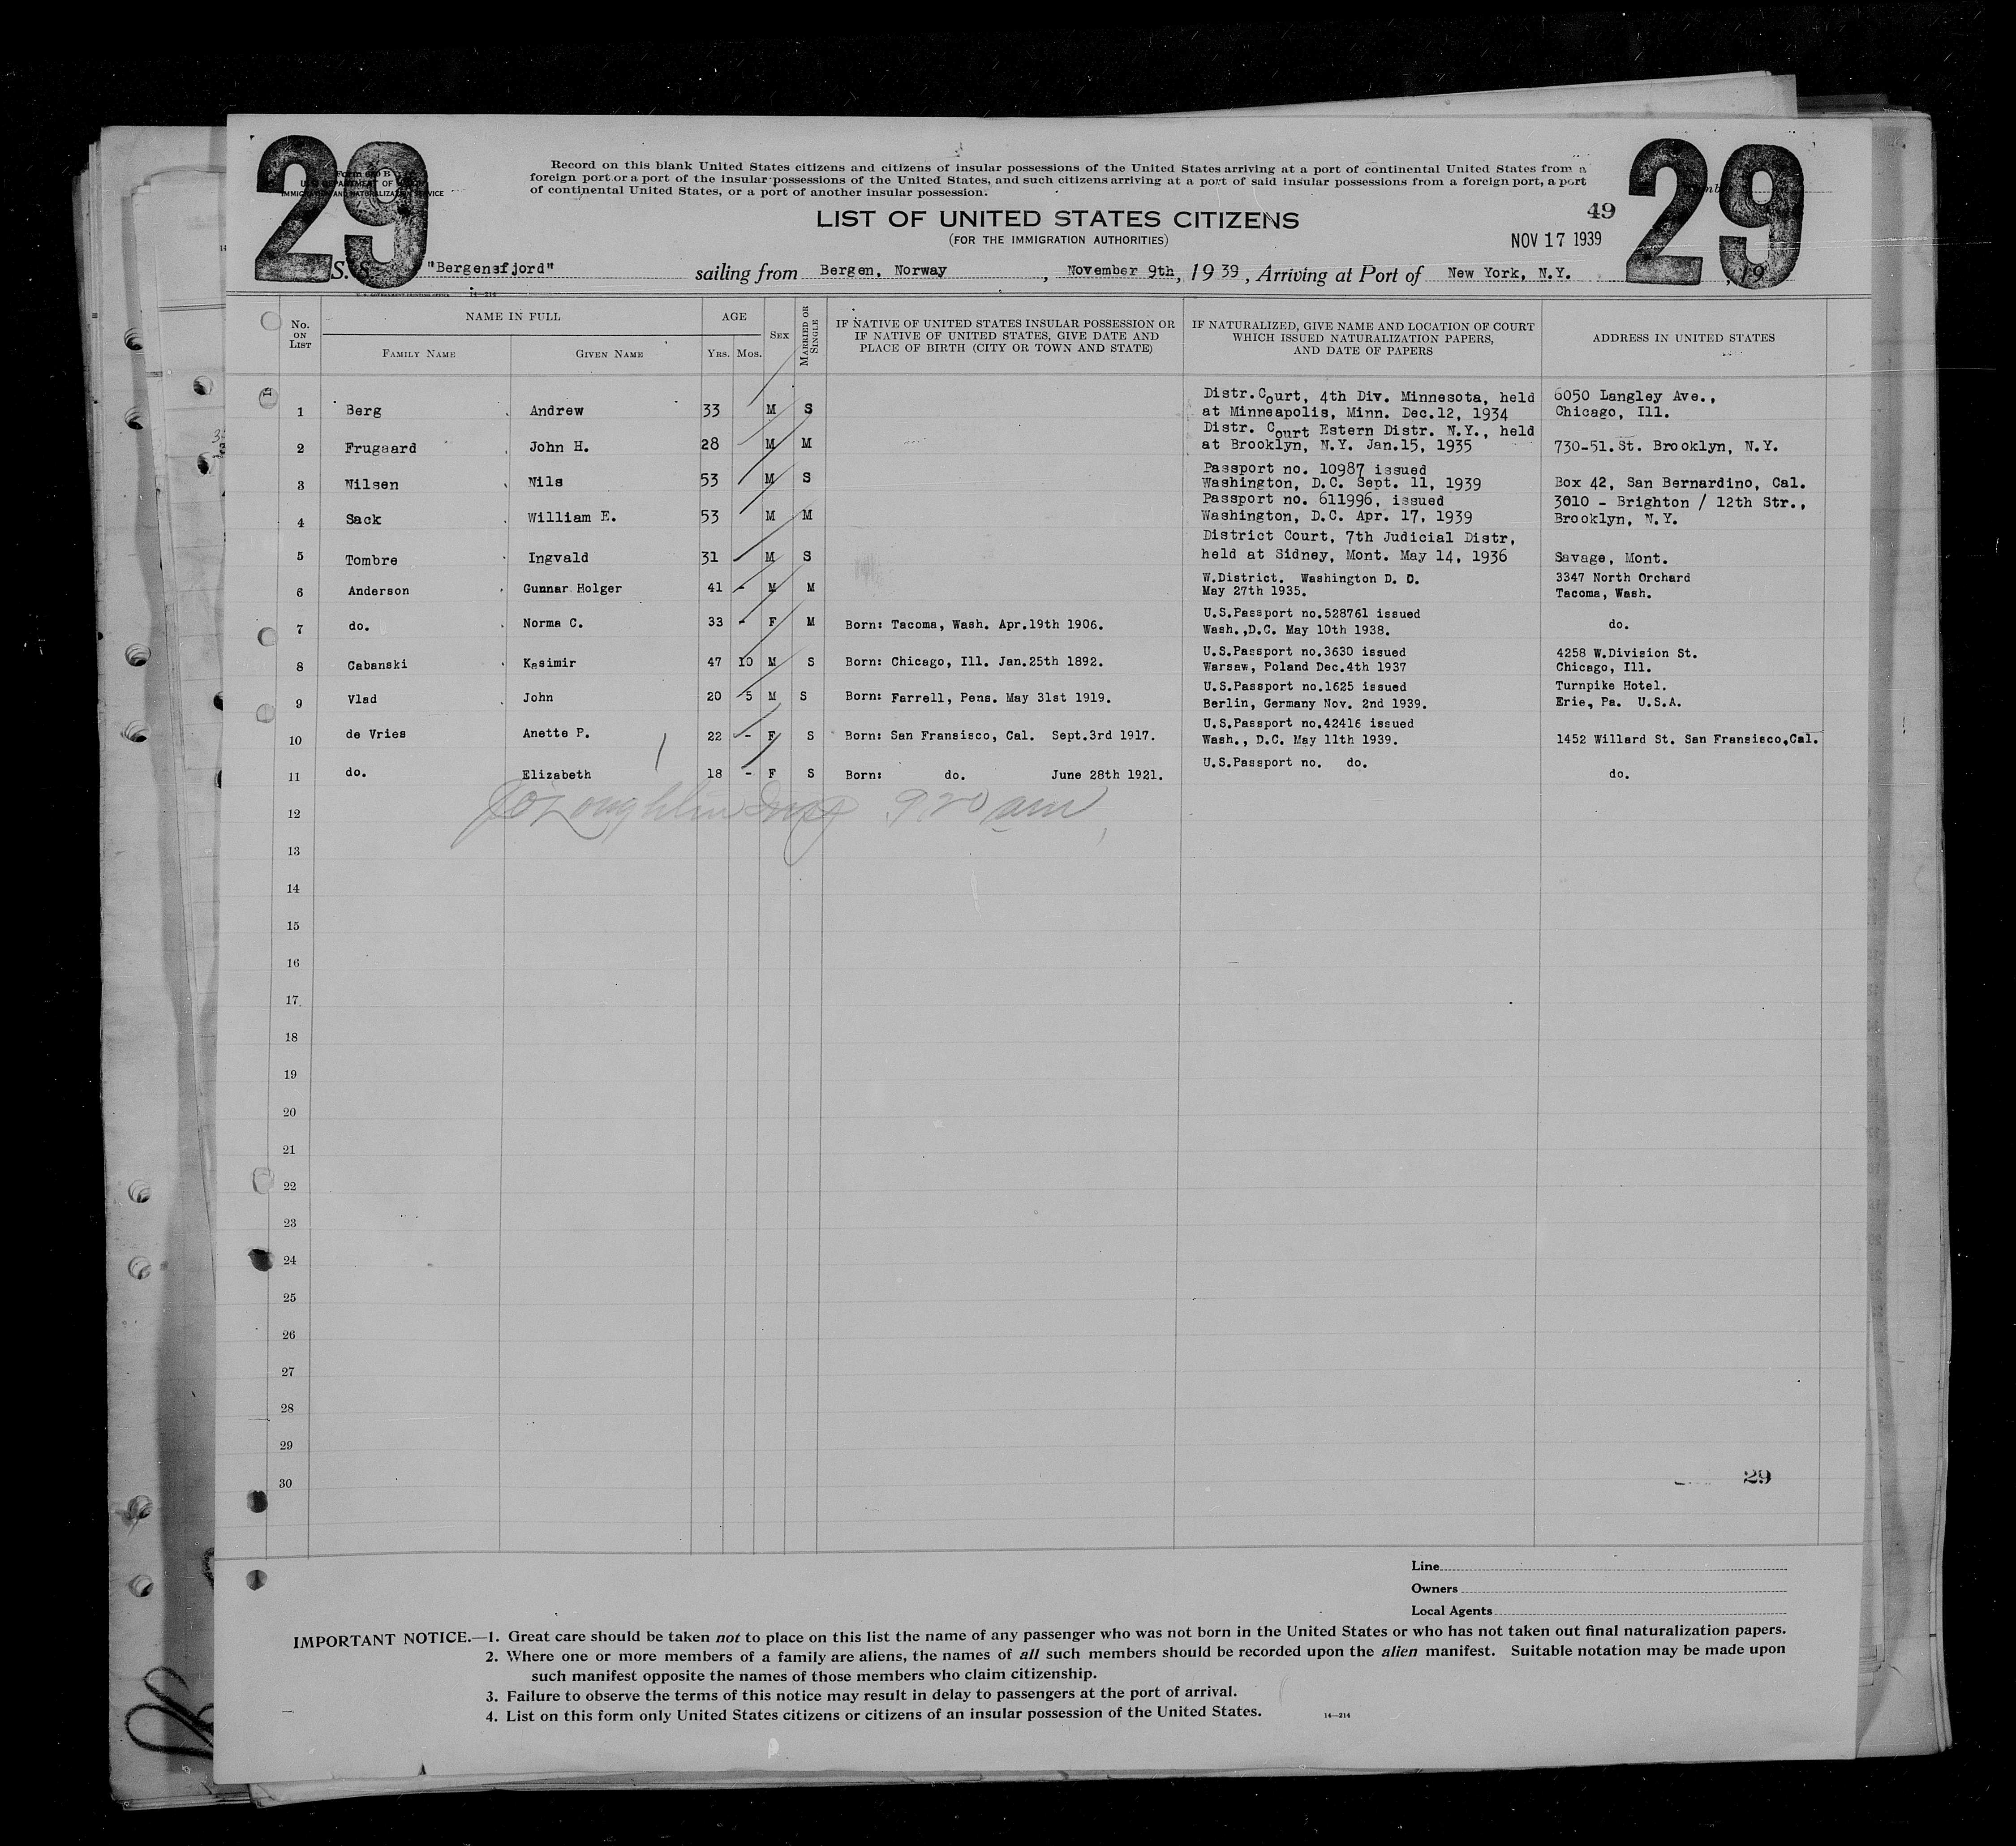 29
29
Form 630 B
U. S. DEPARTMENT OF LABOR
IMMIGRATION AND NATURALIZATION SERVICE
Record on this blank United States citizens and citizens of insular possessions of the United States arriving at a port of continental United States from a
foreign port or a port of the insular possessions of the United States, and such citizens arriving at a port of said insular possessions from a foreign port, a port
of continental United States, or a port of another insular possession.
LIST OF UNITED STATES CITIZENS
(FOR THE IMMIGRATION AUTHORITIES)
49
NOV 17 1939
S. S. "Bergensfjord" sailing from Bergen, Norway, November 9th, 1939, Arriving at Port of New York, N.Y. , 19
U. S. GOVERNMENT PRINTING OFFICE 14—214
No. ON LIST
NAME IN FULL
FAMILY NAME
GIVEN NAME
AGE
YRS. MOS.
SEX
MARRIED OR SINGLE
IF NATIVE OF UNITED STATES INSULAR POSSESSION OR
IF NATIVE OF UNITED STATES, GIVE DATE AND
PLACE OF BIRTH (CITY OR TOWN AND STATE)
IF NATURALIZED, GIVE NAME AND LOCATION OF COURT
WHICH ISSUED NATURALIZATION PAPERS,
AND DATE OF PAPERS
ADDRESS IN UNITED STATES
Distr.Court, 4th Div. Minnesota, held 6050 Langley Ave.,
1 Berg Andrew 33 M S at Minneapolis, Minn. Dec.12, 1934 Chicago, Ill.
Distr. Court Estern Distr. N.Y., held
2 Frugaard John H. 28 M M at Brooklyn, N.Y. Jan.15, 1935 730-51.St. Brooklyn, N.Y.
Passport no. 10987 issued
3 Nilsen Nils 53 M S Washington, D.C. Sept. 11, 1939 Box 42, San Bernardino, Cal.
Passport no. 611996, issued 3010 - Brighton / 12th Str.,
4 Sack William E. 53 M M Washington, D.C. Apr. 17, 1939 Brooklyn, N.Y.
District Court, 7th Judicial Distr,
5 Tombre Ingvald 31 M S held at Sidney, Mont. May 14, 1936 Savage, Mont.
W.District. Washington D. C. 3347 North Orchard
6 Anderson Gunnar Holger 41 - M M May 27th 1935. Tacoma, Wash.
U.S.Passport no.528761 issued
7 do. Norma C. 33 - F M Born: Tacoma, Wash. Apr.19th 1906. Wash.,D.C. May 10th 1938. do.
U.S.Passport no.3630 issued 4258 W.Division St.
8 Cabanski Kasimir 47 10 M S Born: Chicago, Ill. Jan.25th 1892. Warsaw, Poland Dec.4th 1937 Chicago, Ill.
U.S.Passport no.1625 issued Turnpike Hotel.
9 Vlad John 20 5 M S Born: Farrell, Pens. May 31st 1919. Berlin, Germany Nov. 2nd 1939. Erie, Pa. U.S.A.
U.S.Passport no.42416 issued
10 de Vries Anette P. 22 - F S Born: San Fransisco, Cal. Sept.3rd 1917. Wash., D.C. May 11th 1939. 1452 Willard St. San Fransisco,Cal.
U.S.Passport no. do.
11 do. Elizabeth 18 - F S Born: do. June 28th 1921. do.
12 O'Loughlin Insp 9 20 am
13
14
15
16
17
18
19
20
21
22
23
24
25
26
27
28
29
30
29
Line
Owners
Local Agents
IMPORTANT NOTICE.—1. Great care should be taken not to place on this list the name of any passenger who was not born in the United States or who has not taken out final naturalization papers.
2. Where one or more members of a family are aliens, the names of all such members should be recorded upon the alien manifest. Suitable notation may be made upon
such manifest opposite the names of those members who claim citizenship.
3. Failure to observe the terms of this notice may result in delay to passengers at the port of arrival.
4. List on this form only United States citizens or citizens of an insular possession of the United States.
14—214